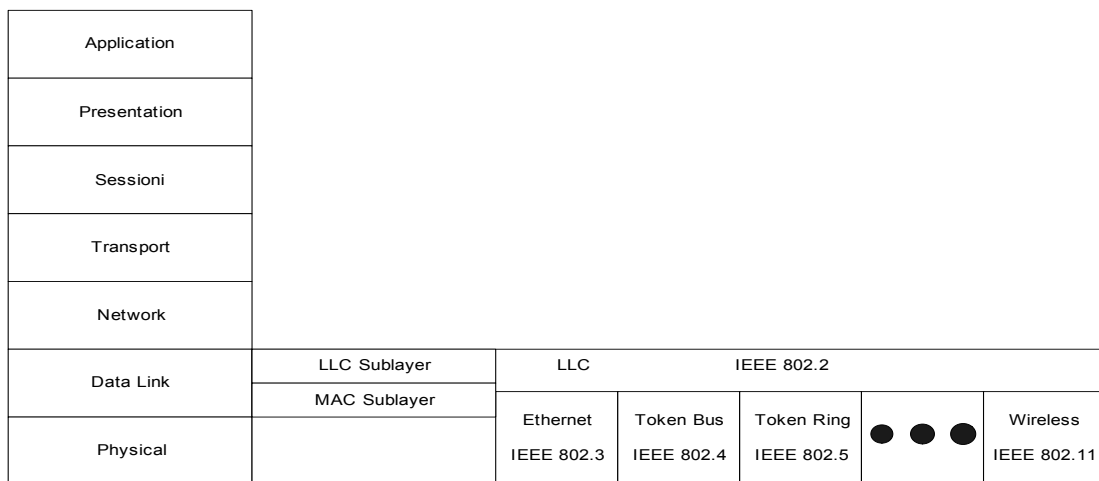 Application
Presentation
Sessioni
Transport
Network
Data Link
LLC Sublayer
LLC IEEE 802.2
MAC Sublayer
Physical
Ethernet
IEEE 802.3
Token Bus
IEEE 802.4
Token Ring
IEEE 802.5
Wireless
IEEE 802.11